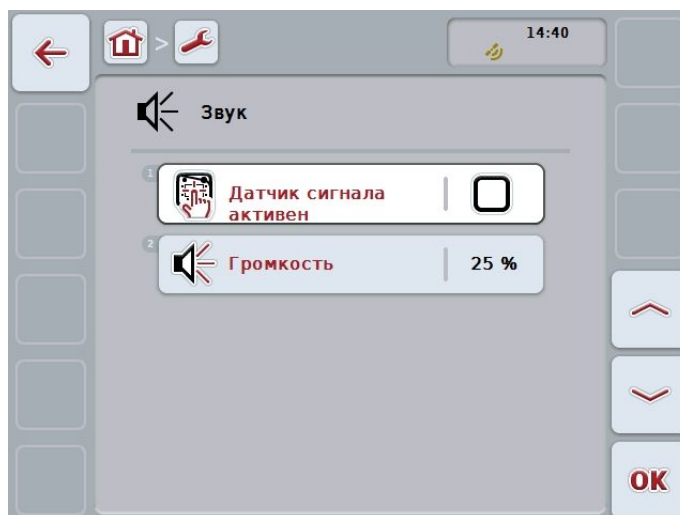 >
14:40
Звук
1
Датчик сигнала
активен
2
Громкость
25 %
OK